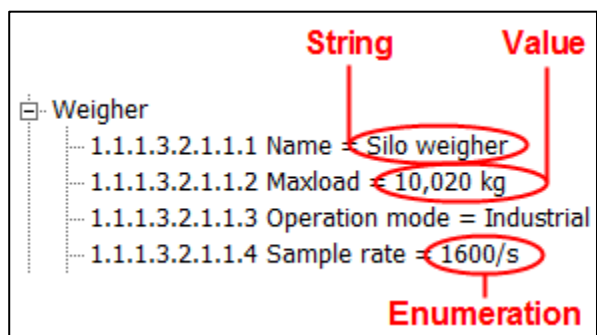 String Value
Weigher
1.1.1.3.2.1.1.1 Name = Silo weigher
1.1.1.3.2.1.1.2 Maxload = 10,020 kg
1.1.1.3.2.1.1.3 Operation mode = Industrial
1.1.1.3.2.1.1.4 Sample rate = 1600/s
Enumeration